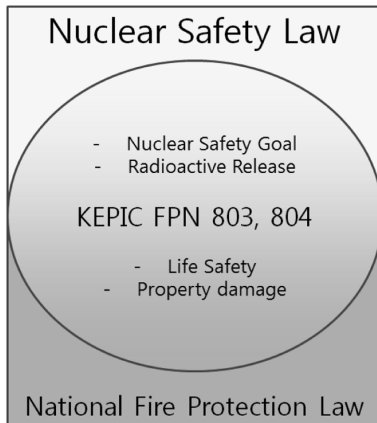 Nuclear Safety Law
- Nuclear Safety Goal
- Radioactive Release
KEPIC FPN 803, 804
- Life Safety
- Property damage
National Fire Protection Law